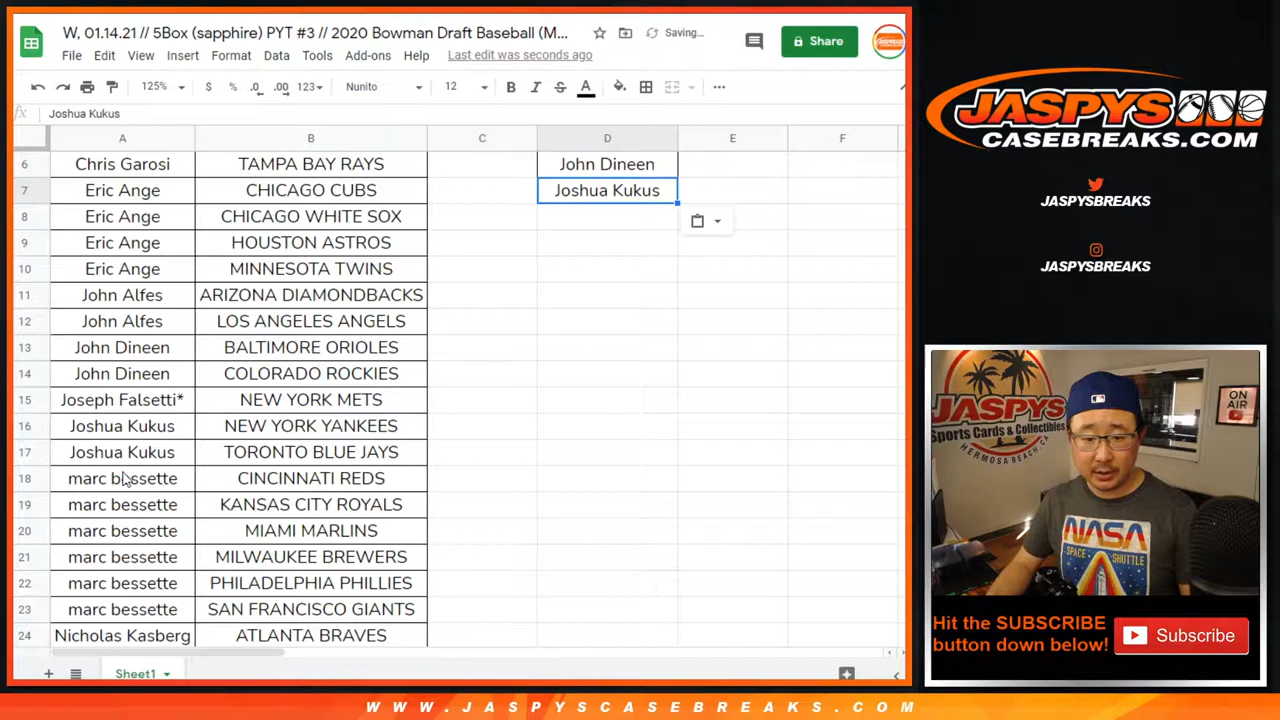 W, 01.14.21 // 5Box (sapphire) PYT #3 // 2020 Bowman Draft Baseball (M...
Saving...
Share
File Edit View Insert Format Data Tools Add-ons Help Last edit was seconds ago
125% $ % .0 .00 123 Nunito 12 B I S A
fx Joshua Kukus
A B C D E F
6 Chris Garosi TAMPA BAY RAYS John Dineen
7 Eric Ange CHICAGO CUBS Joshua Kukus
8 Eric Ange CHICAGO WHITE SOX
9 Eric Ange HOUSTON ASTROS
10 Eric Ange MINNESOTA TWINS
11 John Alfes ARIZONA DIAMONDBACKS
12 John Alfes LOS ANGELES ANGELS
13 John Dineen BALTIMORE ORIOLES
14 John Dineen COLORADO ROCKIES
15 Joseph Falsetti* NEW YORK METS
16 Joshua Kukus NEW YORK YANKEES
17 Joshua Kukus TORONTO BLUE JAYS
18 marc bessette CINCINNATI REDS
19 marc bessette KANSAS CITY ROYALS
20 marc bessette MIAMI MARLINS
21 marc bessette MILWAUKEE BREWERS
22 marc bessette PHILADELPHIA PHILLIES
23 marc bessette SAN FRANCISCO GIANTS
24 Nicholas Kasberg ATLANTA BRAVES
Sheet1
JASPYS
CASEBREAKS.COM
JASPYSBREAKS
JASPYSBREAKS
JASPYS
Sports Cards & Collectibles
HERMOSA BEACH, CA
ON
AIR
NASA
SPACE SHUTTLE
Hit the SUBSCRIBE
button down below!
Subscribe
WWW.JASPYSCASEBREAKS.COM